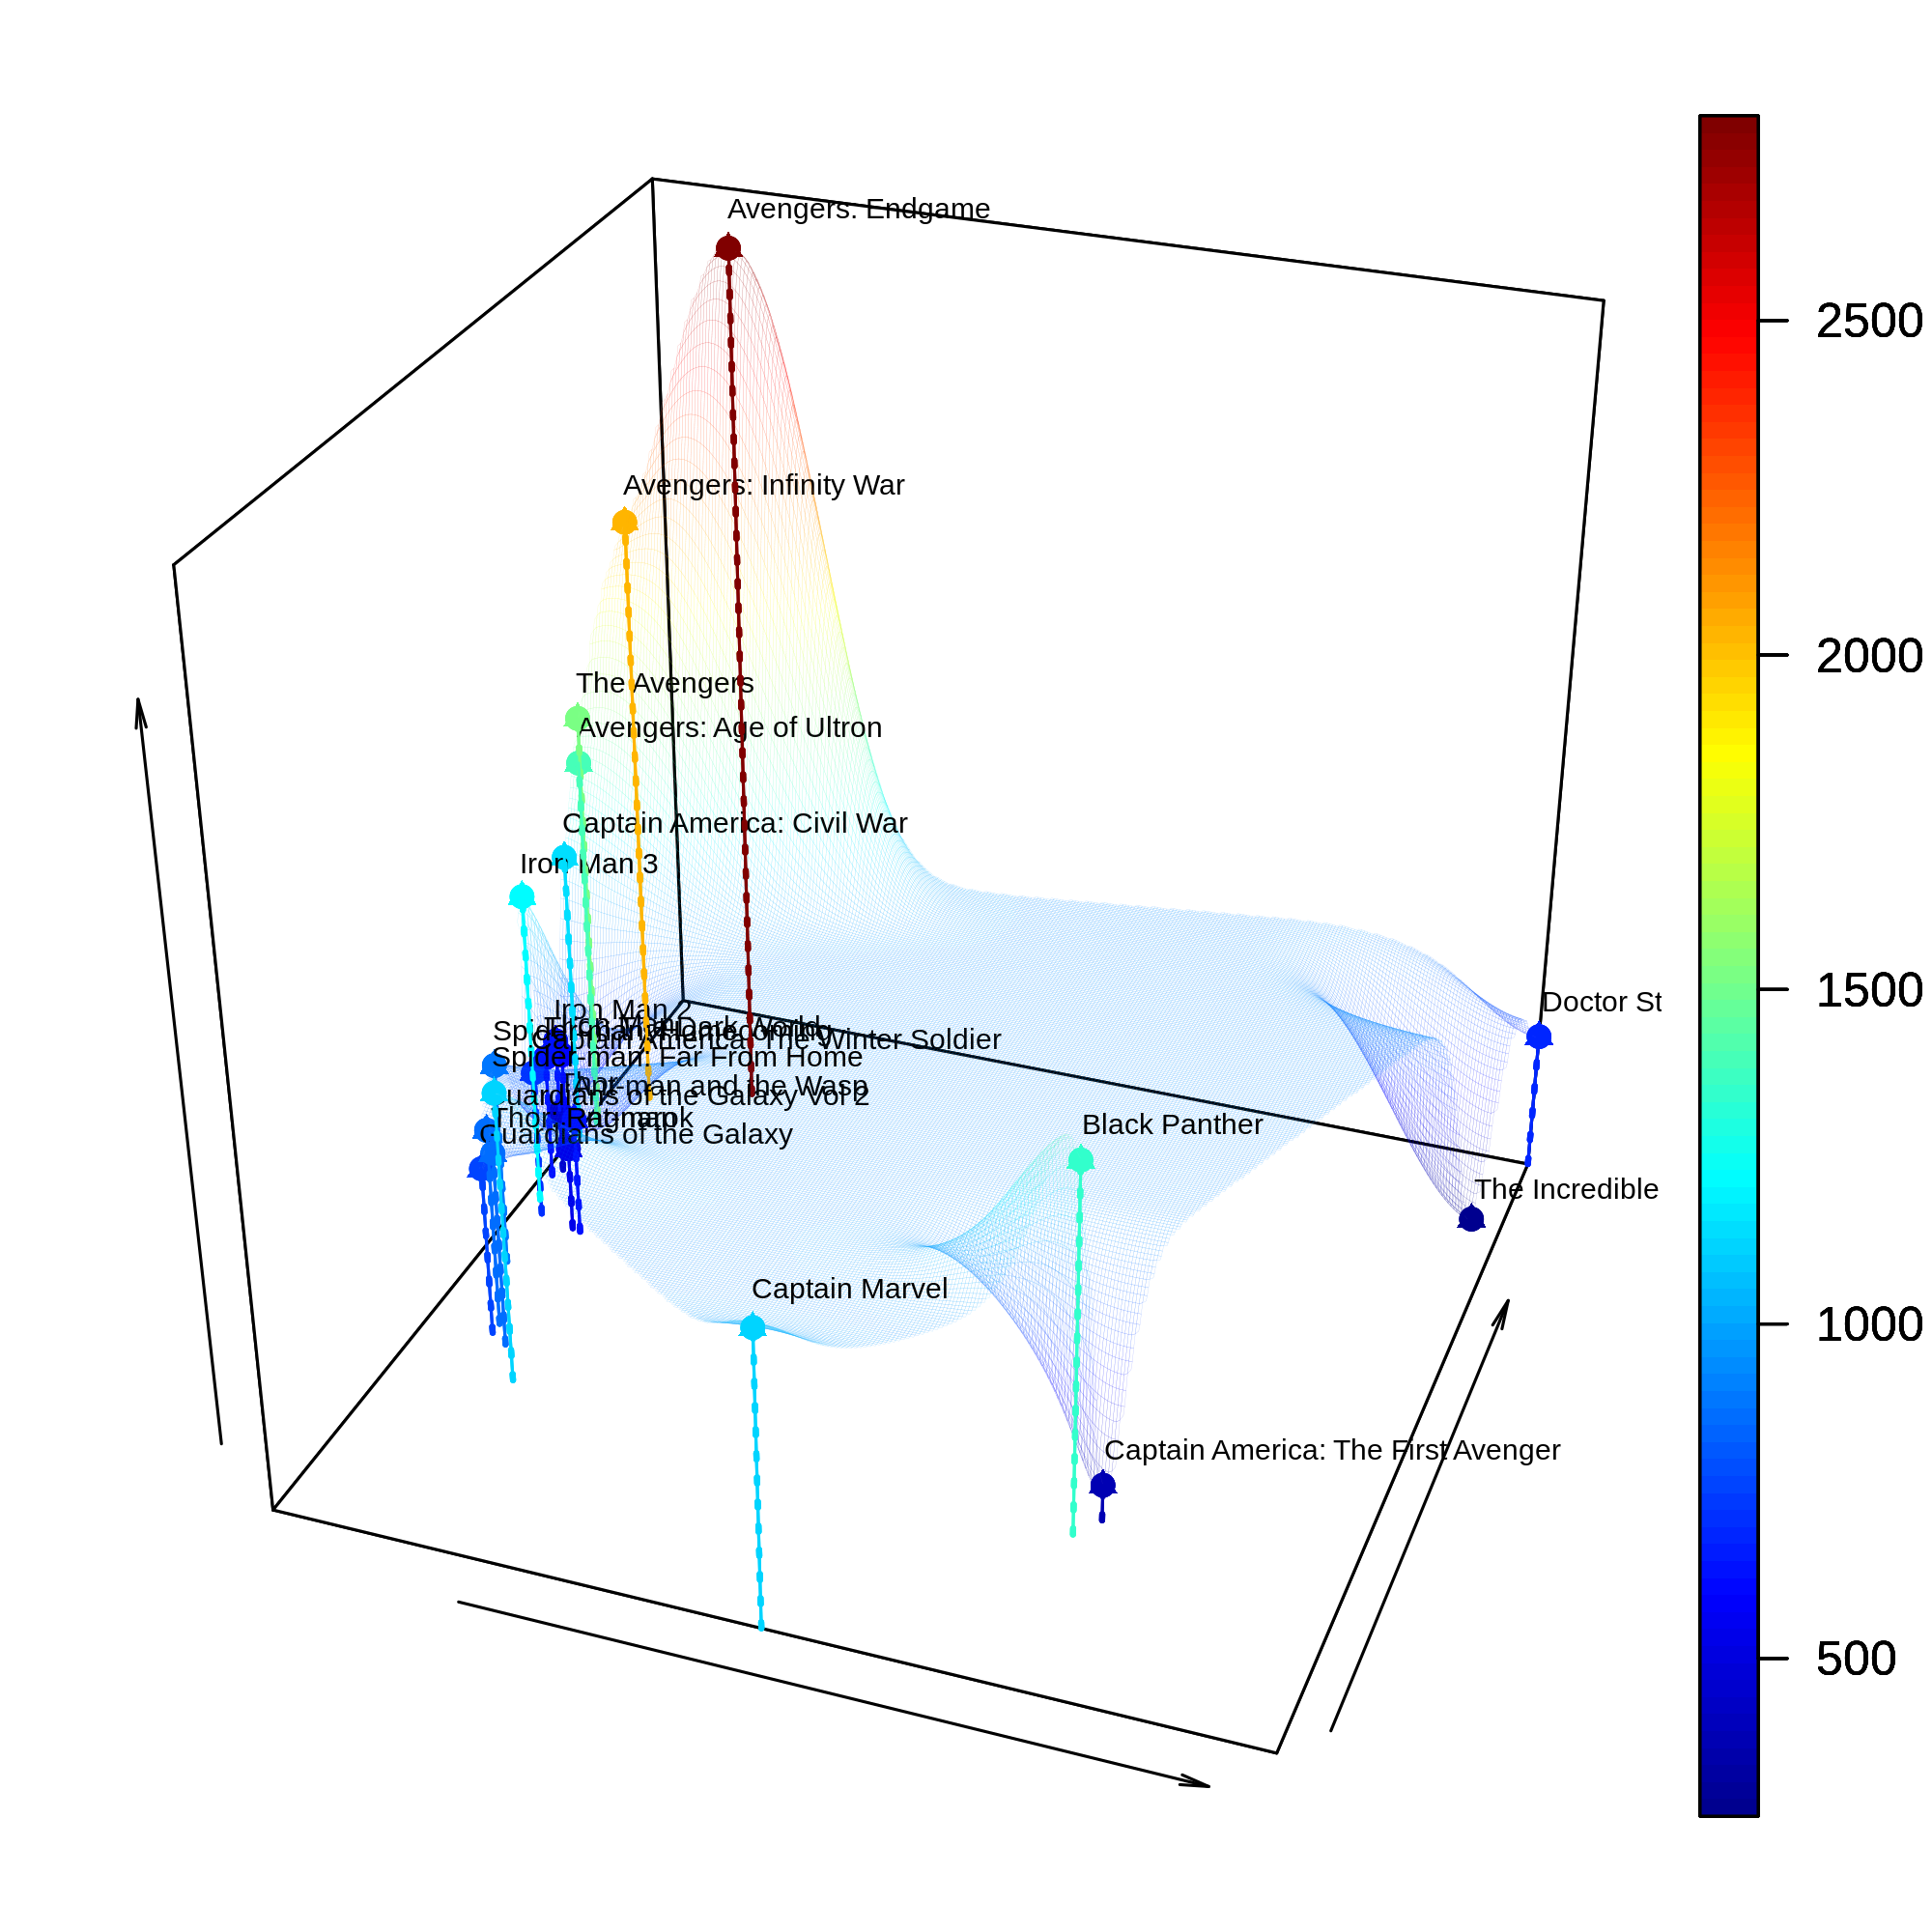 Avengers: Endgame
2500
Avengers: Infinity War
2000
The Avengers
Avengers: Age of Ultron
Captain America: Civil War
Iron Man 3
1500
Doctor St
Iron Man 2
Captain America: The Winter Soldier
Spider-man: Far From Home
Ant-man and the Wasp
Guardians of the Galaxy Vol 2
Black Panther
Thor: Ragnarok
Guardians of the Galaxy
The Incredible
Captain Marvel
1000
Captain America: The First Avenger
500